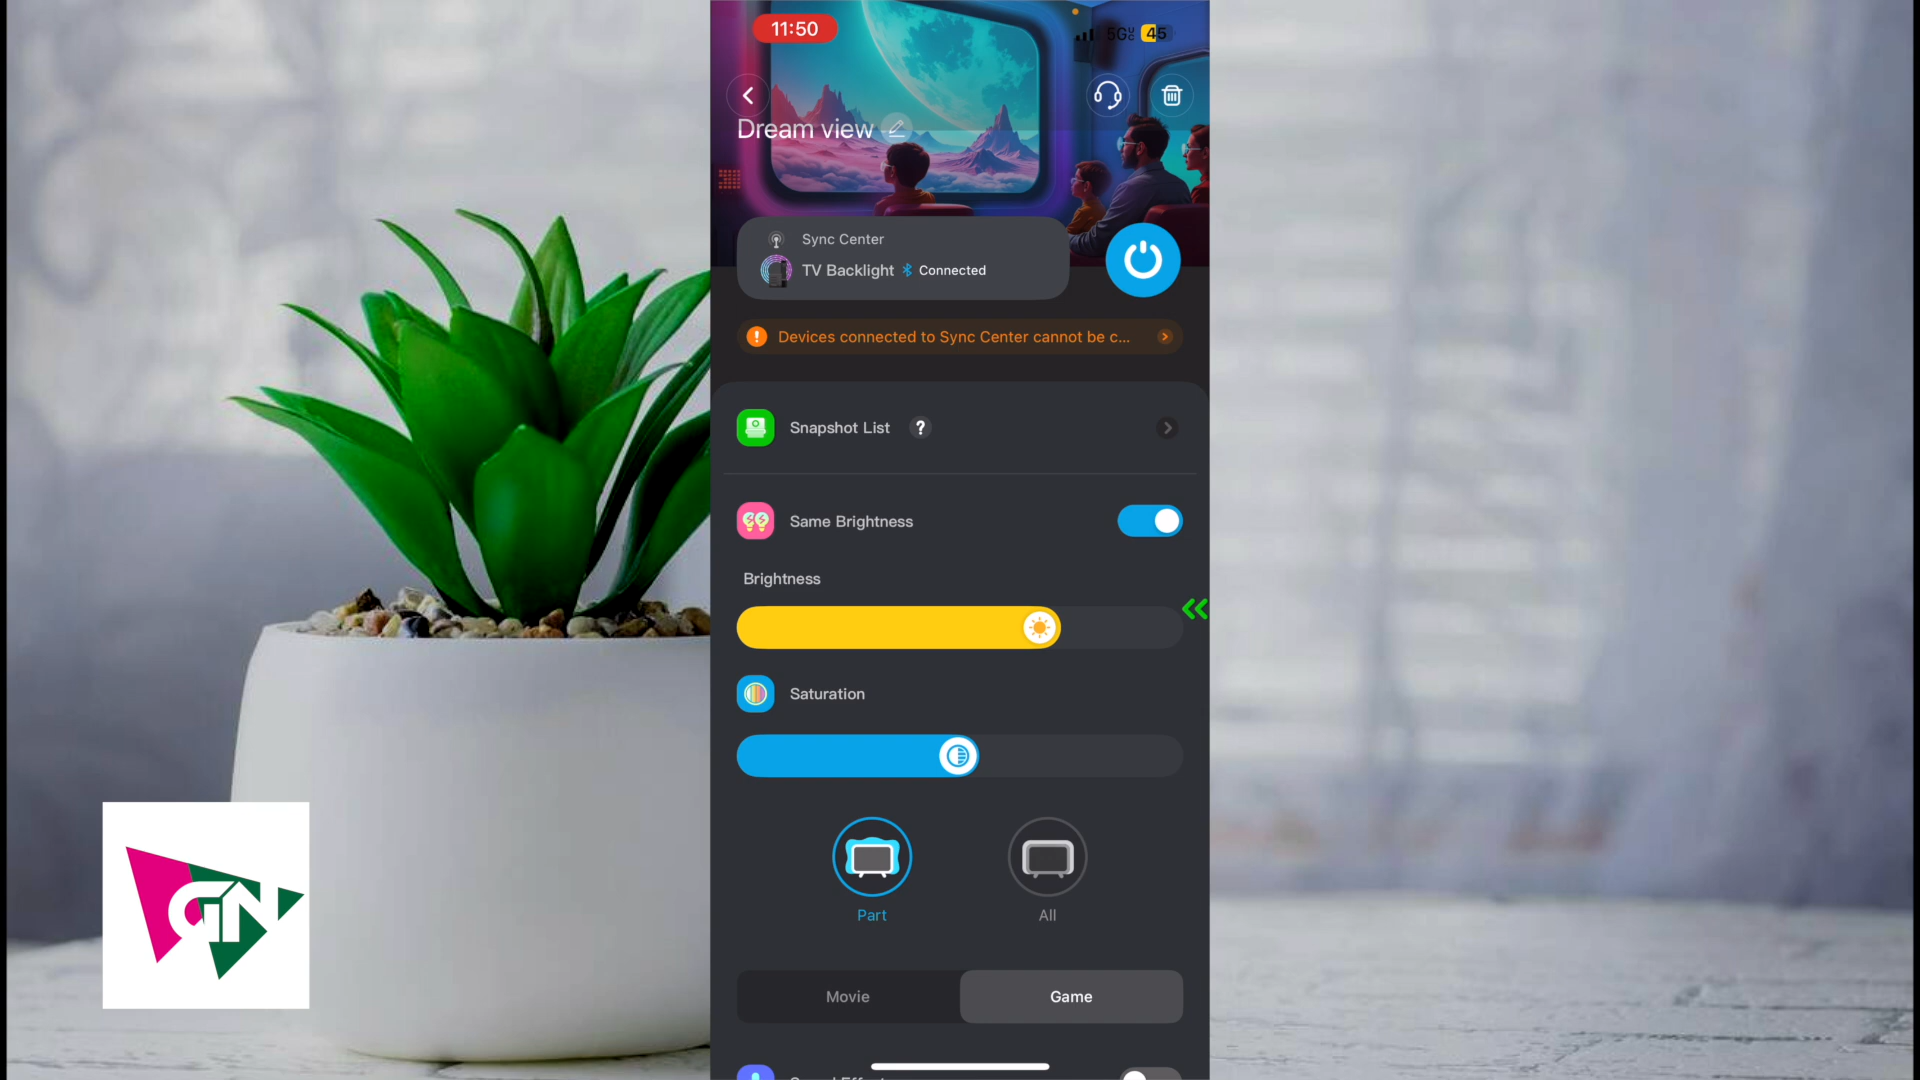 11:50
5G
45
Dream view
Sync Center
TV Backlight Connected
Devices connected to Sync Center cannot be c...
Snapshot List ?
Same Brightness
Brightness
Saturation
Part
All
Movie
Game
GN